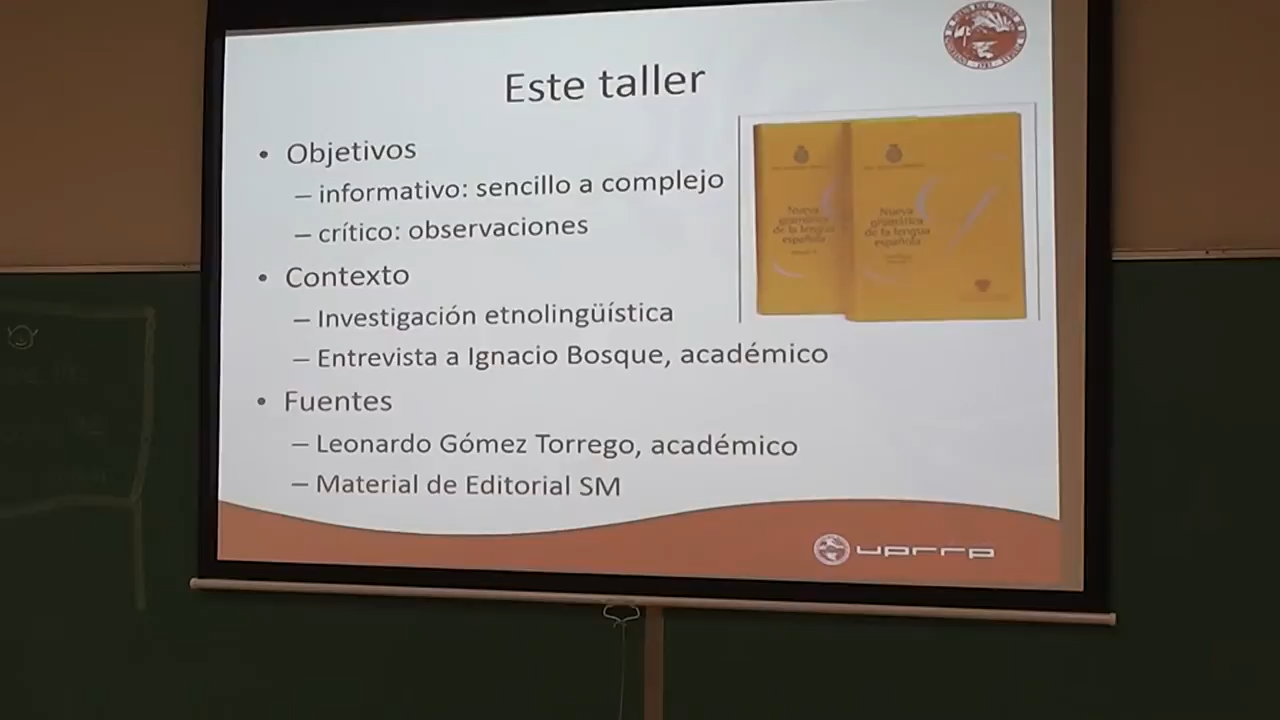 Este taller
• Objetivos
– informativo: sencillo a complejo
– crítico: observaciones
• Contexto
– Investigación etnolingüística
– Entrevista a Ignacio Bosque, académico
• Fuentes
– Leonardo Gómez Torrego, académico
– Material de Editorial SM
Nueva
gramática
de la lengua
española
Nueva
gramática
de la lengua
española
uprrp